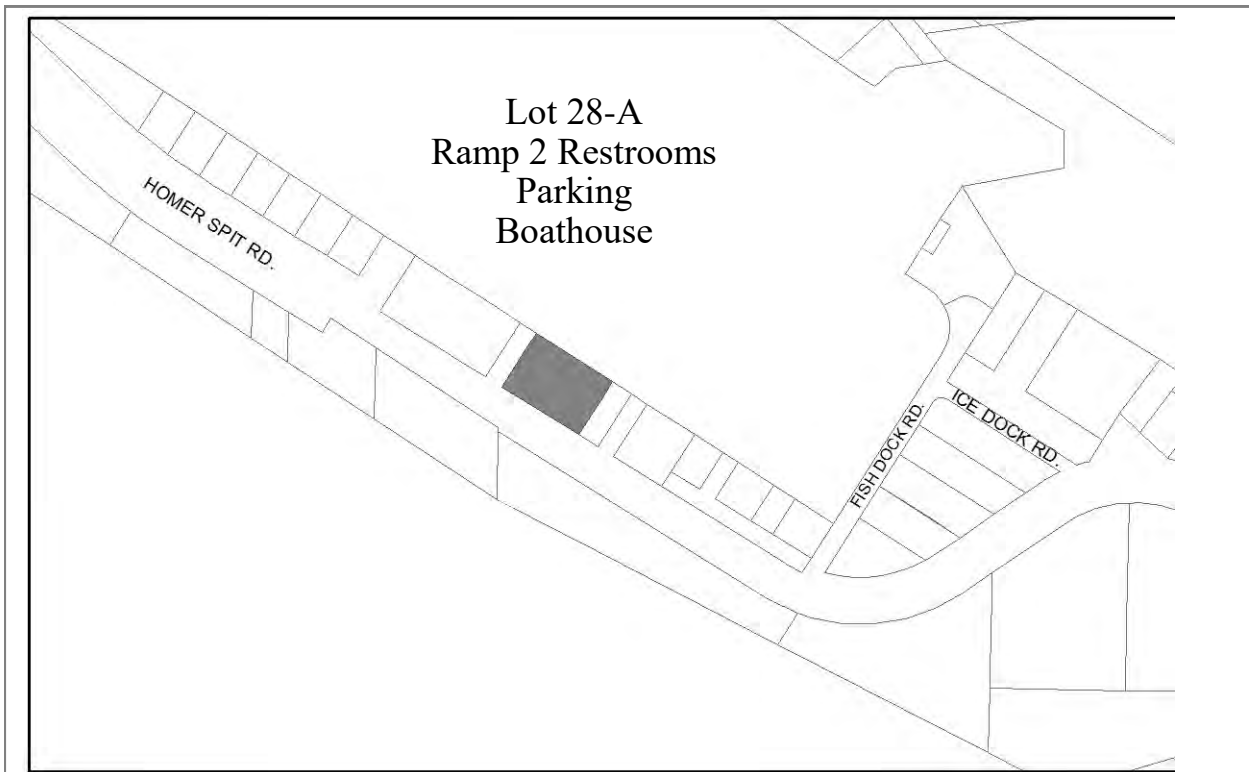 Lot 28-A
Ramp 2 Restrooms
Parking
Boathouse
HOMER SPIT RD.
FISH DOCK RD.
ICE DOCK RD.